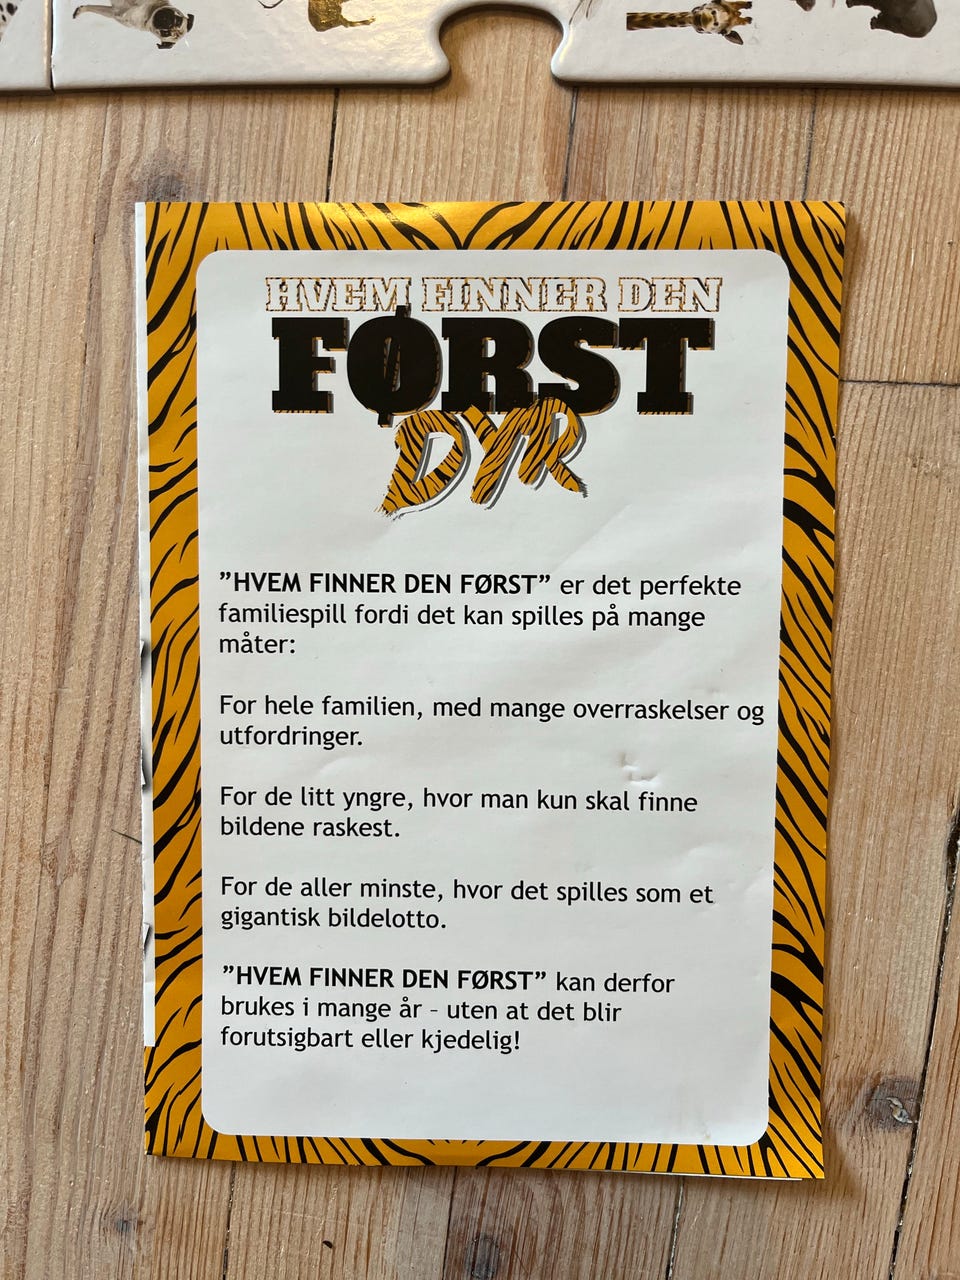 HVEM FINNER DEN
FØRST
DYR
”HVEM FINNER DEN FØRST” er det perfekte
familiespill fordi det kan spilles på mange
måter:
For hele familien, med mange overraskelser og
utfordringer.
For de litt yngre, hvor man kun skal finne
bildene raskest.
For de aller minste, hvor det spilles som et
gigantisk bildelotto.
”HVEM FINNER DEN FØRST” kan derfor
brukes i mange år – uten at det blir
forutsigbart eller kjedelig!